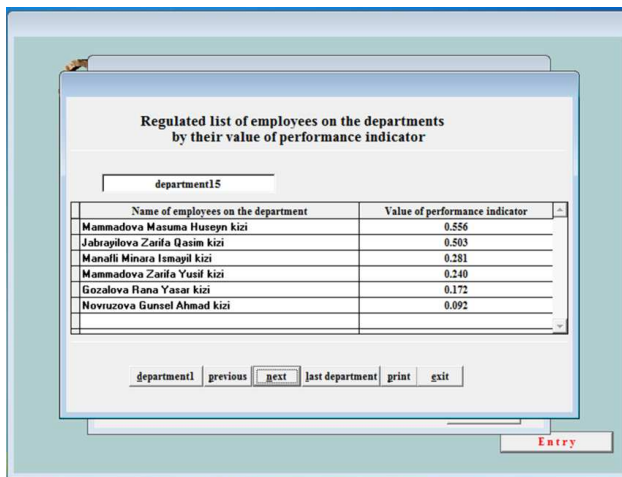 Regulated list of employees on the departments
by their value of performance indicator
department15
Name of employees on the department Value of performance indicator
Mammadova Masuma Huseyn kizi 0.556
Jabrayilova Zarifa Qasim kizi 0.503
Manafli Minara Ismayil kizi 0.281
Mammadova Zarifa Yusif kizi 0.240
Gozalova Rana Yasar kizi 0.172
Novruzova Gunsel Ahmad kizi 0.092
department1 previous next last department print exit
Entry